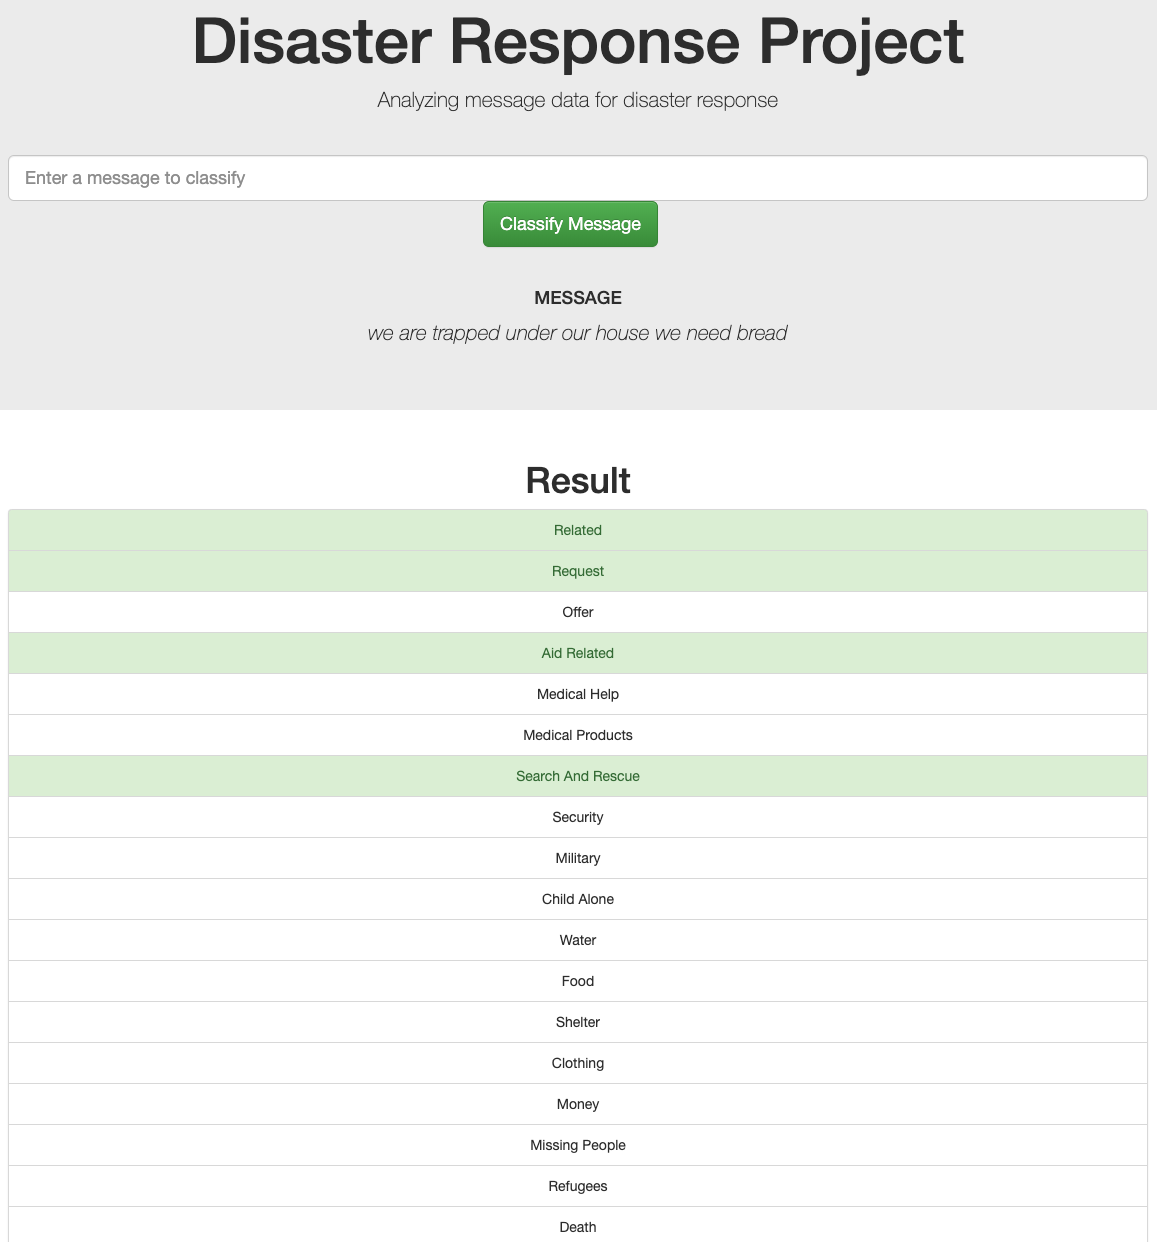 Disaster Response Project
Analyzing message data for disaster response
Enter a message to classify
Classify Message
MESSAGE
we are trapped under our house we need bread
Result
Related
Request
Offer
Aid Related
Medical Help
Medical Products
Search And Rescue
Security
Military
Child Alone
Water
Food
Shelter
Clothing
Money
Missing People
Refugees
Death